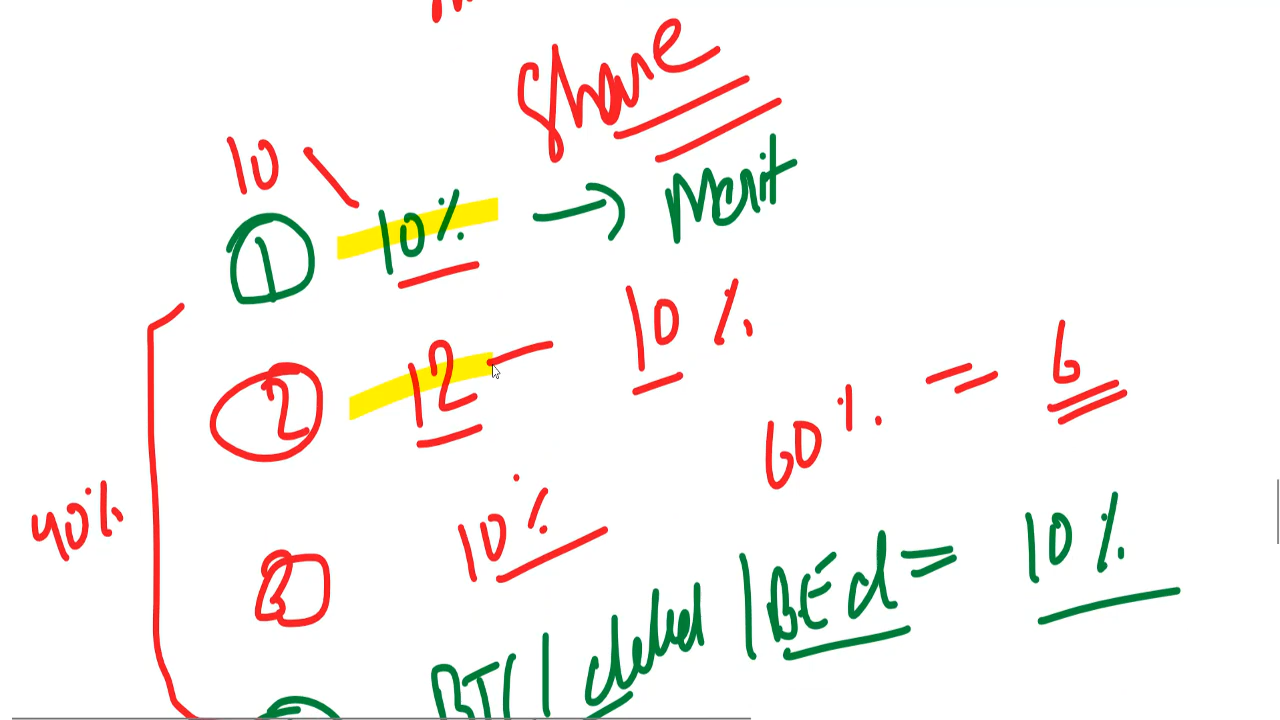 Share
10
1 10% → Merit
2 12 — 10%
60% = 6
40%
3 10%
BTC / deled / BEd = 10%